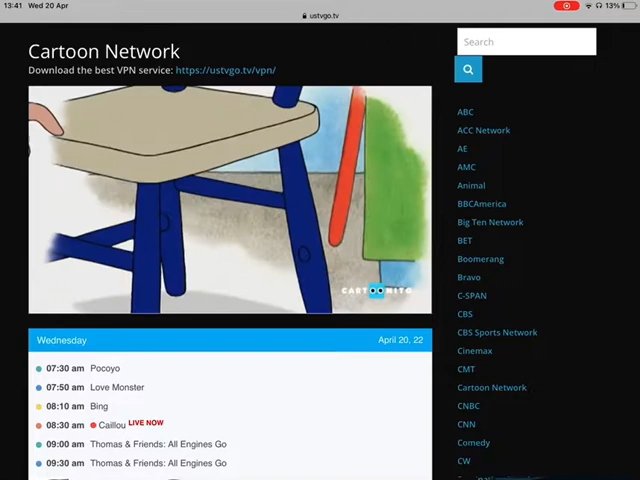 13:41 Wed 20 Apr
13%
ustvgo.tv
Cartoon Network
Download the best VPN service: https://ustvgo.tv/vpn/
CARTOONITO
Wednesday April 20, 22
07:30 am Pocoyo
07:50 am Love Monster
08:10 am Bing
08:30 am Caillou LIVE NOW
09:00 am Thomas & Friends: All Engines Go
09:30 am Thomas & Friends: All Engines Go
Search
ABC
ACC Network
AE
AMC
Animal
BBCAmerica
Big Ten Network
BET
Boomerang
Bravo
C-SPAN
CBS
CBS Sports Network
Cinemax
CMT
Cartoon Network
CNBC
CNN
Comedy
CW